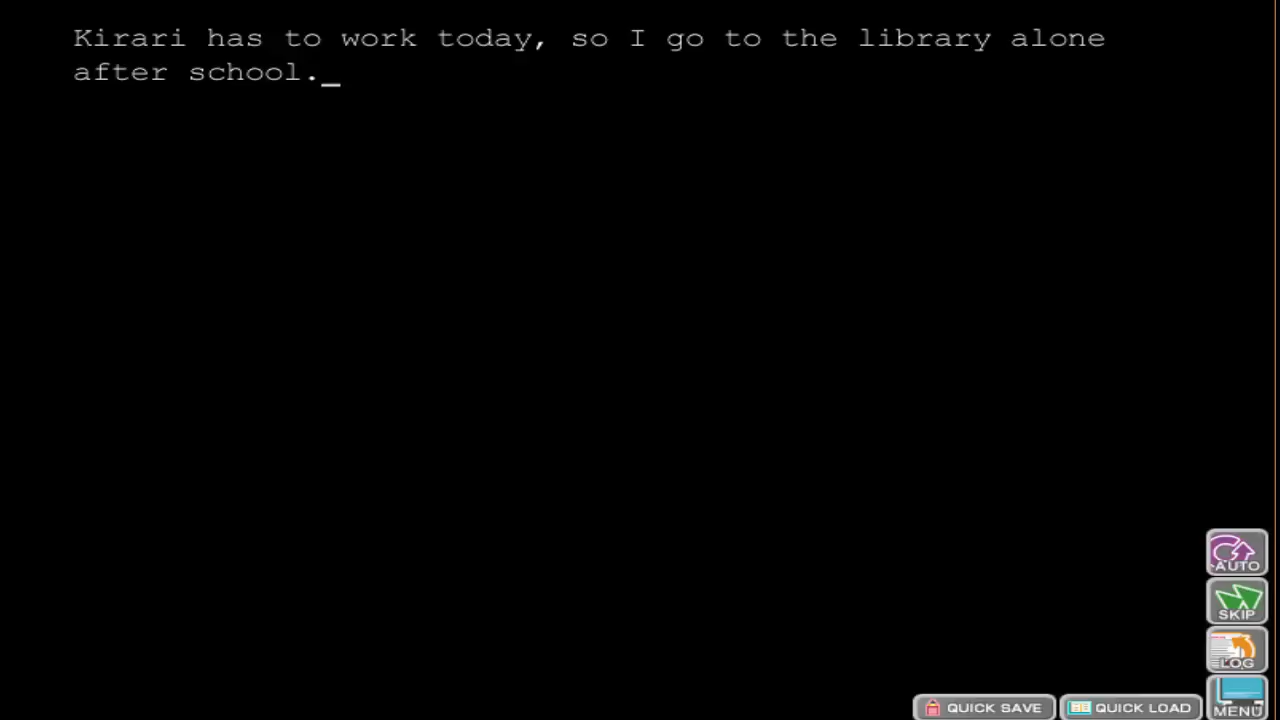 Kirari has to work today, so I go to the library alone
after school.
AUTO
SKIP
LOG
MENU
QUICK SAVE
QUICK LOAD